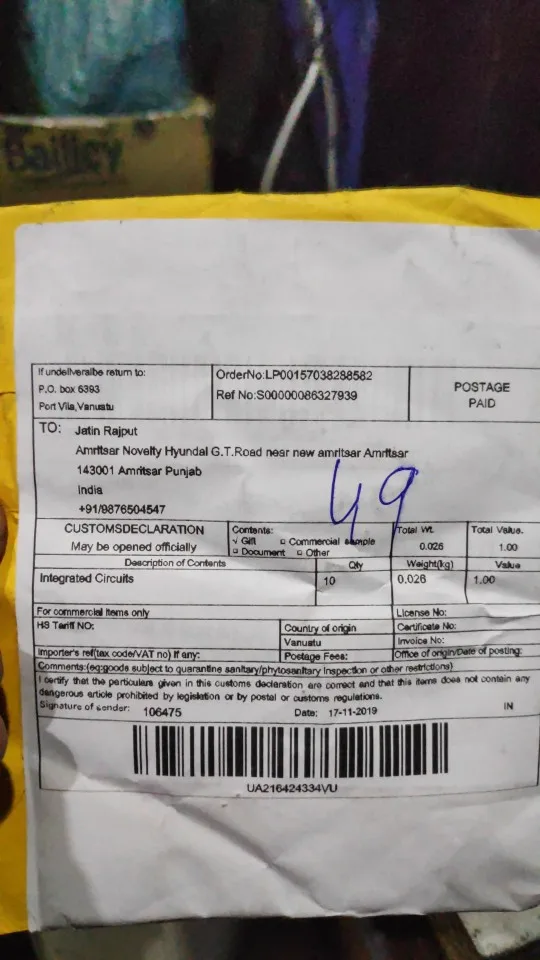 Bailley
If undeliveralbe return to:
P.O. box 6393
Port Vila,Vanuatu
OrderNo:LP00157038288582
Ref No:S00000086327939
POSTAGE
PAID
TO: Jatin Rajput
Amritsar Novelty Hyundai G.T.Road near new amritsar Amritsar
143001 Amritsar Punjab
India
+91/9876504547
49
CUSTOMSDECLARATION
May be opened officially
Contents:
√ Gift □ Commercial sample
□ Document □ Other
Total Wt. Total Value.
0.026 1.00
Description of Contents Qty Weight(kg) Value
Integrated Circuits 10 0.026 1.00
For commercial items only License No:
HS Tariff NO: Country of origin Certificate No:
Vanuatu Invoice No:
Importer's ref(tax code/VAT no) if any: Postage Fees: Office of origin/Date of posting:
Comments:(eg:goods subject to quarantine sanitary/phytosanitary inspection or other restrictions)
I certify that the particulars given in this customs declaration are correct and that this items does not contain any
dangerous article prohibited by legislation or by postal or customs regulations.
Signature of sender: 106475 Date: 17-11-2019 IN
UA216424334VU